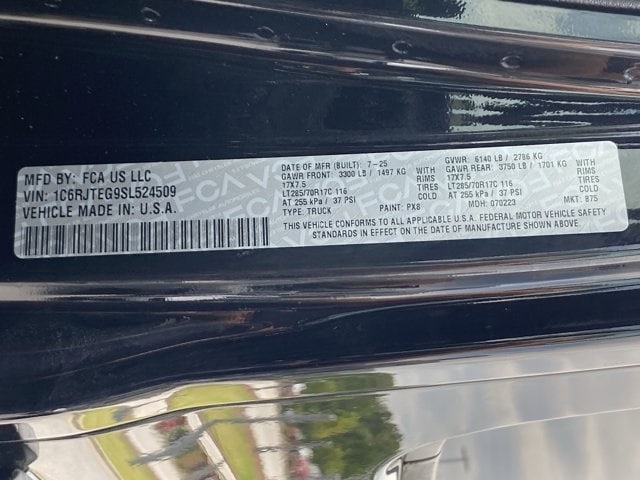 MFD BY: FCA US LLC
VIN: 1C6RJTEG9SL524509
VEHICLE MADE IN: U.S.A.
DATE OF MFR (BUILT): 7-25
GAWR FRONT: 3300 LB / 1497 KG
17X7.5 WITH RIMS
LT285/70R17C 116 TIRES
AT 255 kPa / 37 PSI
TYPE: TRUCK PAINT: PX8
GVWR: 6140 LB / 2786 KG
GAWR REAR: 3750 LB / 1701 KG
17X7.5 WITH RIMS
LT285/70R17C 116 TIRES
AT 255 kPa / 37 PSI
MDH: 070223 MKT: 875
THIS VEHICLE CONFORMS TO ALL APPLICABLE U.S.A. FEDERAL MOTOR VEHICLE SAFETY
STANDARDS IN EFFECT ON THE DATE OF MANUFACTURE SHOWN ABOVE.